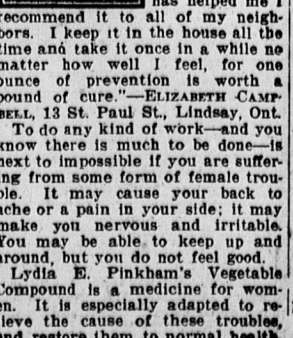 has helped me I
recommend it to all of my neigh-
bors. I keep it in the house all the
time and take it once in a while no
matter how well I feel, for one
ounce of prevention is worth a
pound of cure."—ELIZABETH CAMP-
BELL, 13 St. Paul St., Lindsay, Ont.
To do any kind of work—and you
know there is much to be done—is
next to impossible if you are suffer-
ing from some form of female trou-
ble. It may cause your back to
ache or a pain in your side; it may
make you nervous and irritable.
You may be able to keep up and
around, but you do not feel good.
Lydia E. Pinkham's Vegetable
Compound is a medicine for wom-
en. It is especially adapted to re-
lieve the cause of these troubles,
and restore them to normal health.